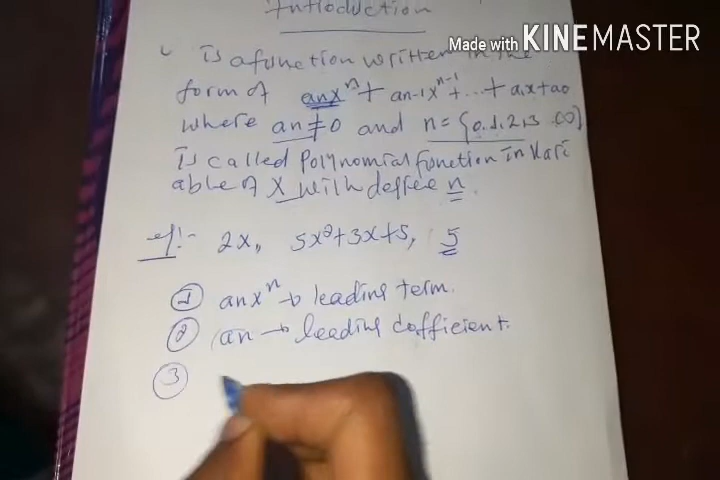 Introduction
Made with KINEMASTER
is a function written in the
form of anxⁿ + an-1xⁿ⁻¹ + ... + a1x + a0
where an ≠ 0 and n = {0,1,2,3 ..∞}
is called Polynomial function in Vari
able of X with degree n.
eg:- 2x, 5x²+3x+5, 5
① anxⁿ → leading term.
② an → leading cofficient.
③